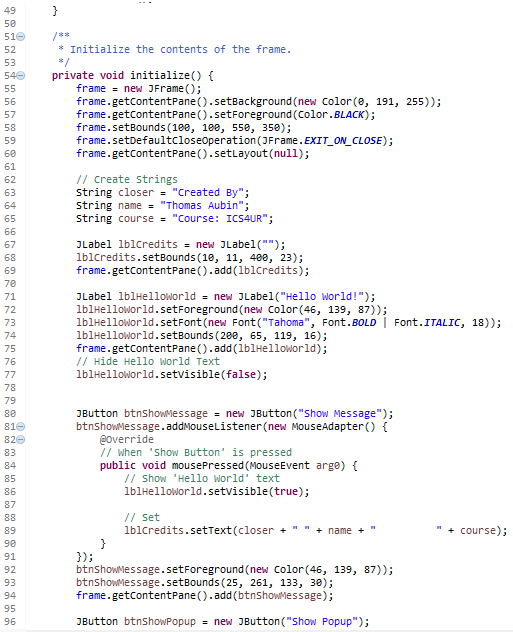 49     }
50
51     /**
52      * Initialize the contents of the frame.
53      */
54     private void initialize() {
55         frame = new JFrame();
56         frame.getContentPane().setBackground(new Color(0, 191, 255));
57         frame.getContentPane().setForeground(Color.BLACK);
58         frame.setBounds(100, 100, 550, 350);
59         frame.setDefaultCloseOperation(JFrame.EXIT_ON_CLOSE);
60         frame.getContentPane().setLayout(null);
61
62         // Create Strings
63         String closer = "Created By";
64         String name = "Thomas Aubin";
65         String course = "Course: ICS4UR";
66
67         JLabel lblCredits = new JLabel("");
68         lblCredits.setBounds(10, 11, 400, 23);
69         frame.getContentPane().add(lblCredits);
70
71         JLabel lblHelloWorld = new JLabel("Hello World!");
72         lblHelloWorld.setForeground(new Color(46, 139, 87));
73         lblHelloWorld.setFont(new Font("Tahoma", Font.BOLD | Font.ITALIC, 18));
74         lblHelloWorld.setBounds(200, 65, 119, 16);
75         frame.getContentPane().add(lblHelloWorld);
76         // Hide Hello World Text
77         lblHelloWorld.setVisible(false);
78
79
80         JButton btnShowMessage = new JButton("Show Message");
81         btnShowMessage.addMouseListener(new MouseAdapter() {
82             @Override
83             // When 'Show Button' is pressed
84             public void mousePressed(MouseEvent arg0) {
85                 // Show 'Hello World' text
86                 lblHelloWorld.setVisible(true);
87
88                 // Set
89                 lblCredits.setText(closer + " " + name + "          " + course);
90             }
91         });
92         btnShowMessage.setForeground(new Color(46, 139, 87));
93         btnShowMessage.setBounds(25, 261, 133, 30);
94         frame.getContentPane().add(btnShowMessage);
95
96         JButton btnShowPopup = new JButton("Show Popup");